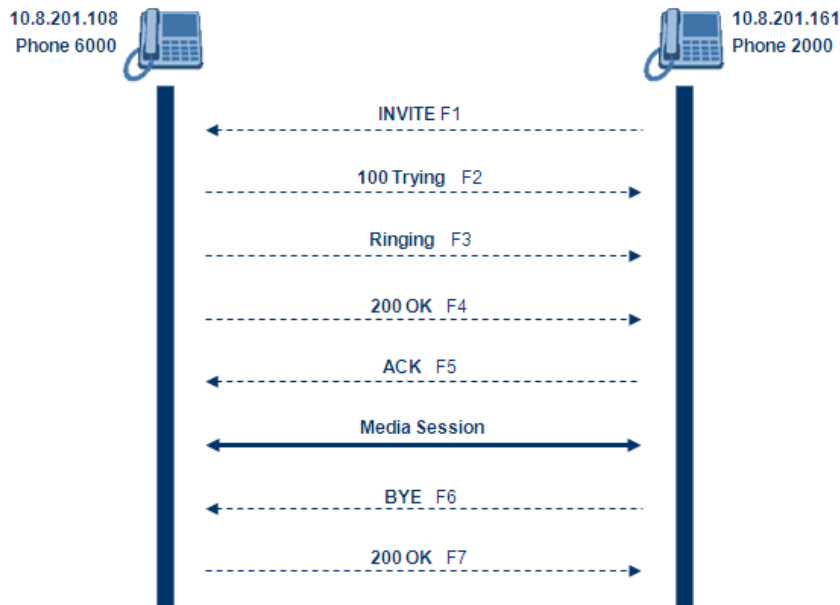 10.8.201.108
Phone 6000
10.8.201.161
Phone 2000
INVITE F1
100 Trying F2
Ringing F3
200 OK F4
ACK F5
Media Session
BYE F6
200 OK F7